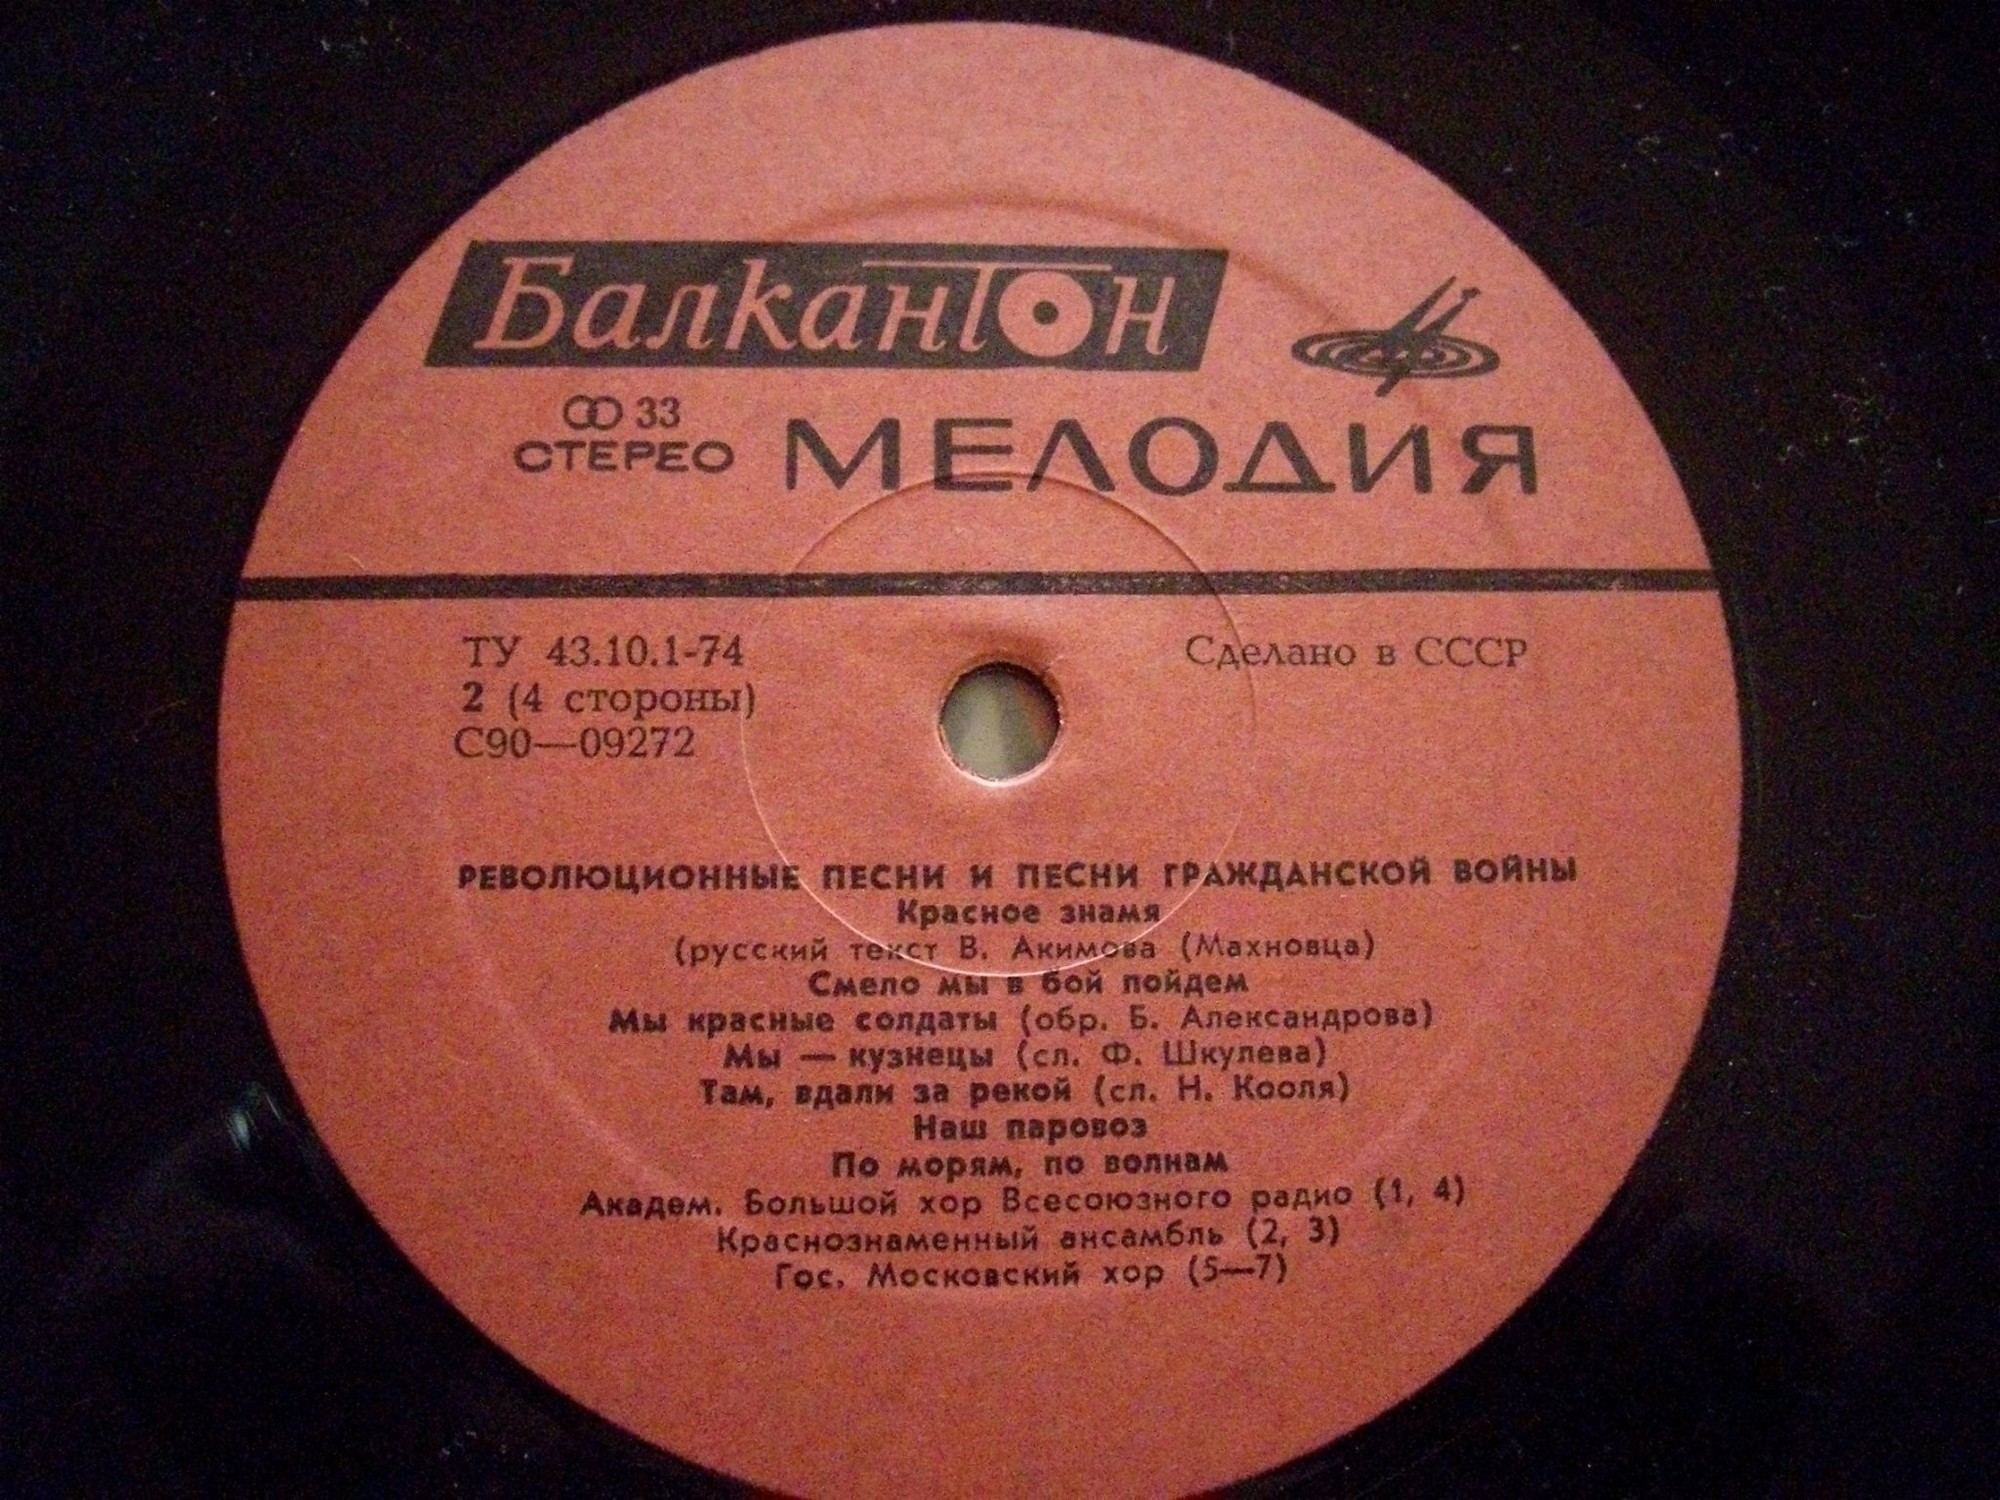 Балкантон
33
СТЕРЕО
МЕЛОДИЯ
ТУ 43.10.1-74
Сделано в СССР
2 (4 стороны)
С90—09272
РЕВОЛЮЦИОННЫЕ ПЕСНИ И ПЕСНИ ГРАЖДАНСКОЙ ВОЙНЫ
Красное знамя
(русский текст В. Акимова (Махновца)
Смело мы в бой пойдем
Мы красные солдаты (обр. Б. Александрова)
Мы — кузнецы (сл. Ф. Шкулева)
Там, вдали за рекой (сл. Н. Кооля)
Наш паровоз
По морям, по волнам
Академ. Большой хор Всесоюзного радио (1, 4)
Краснознаменный ансамбль (2, 3)
Гос. Московский хор (5—7)